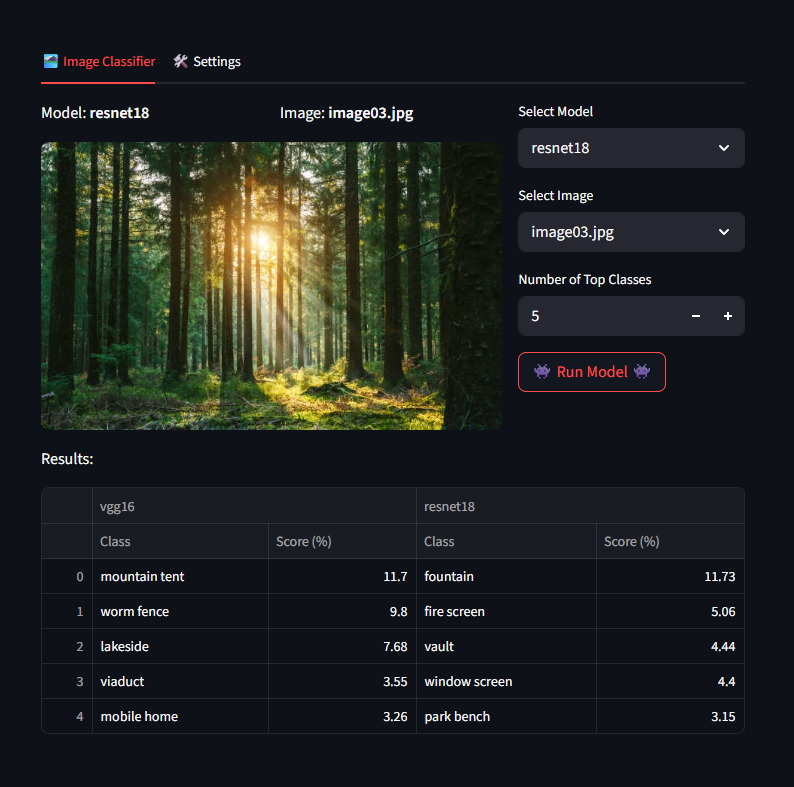 Image Classifier Settings
Model: resnet18 Image: image03.jpg
Select Model
resnet18
Select Image
image03.jpg
Number of Top Classes
5 − +
Run Model
Results:
vgg16 resnet18
Class Score (%) Class Score (%)
0 mountain tent 11.7 fountain 11.73
1 worm fence 9.8 fire screen 5.06
2 lakeside 7.68 vault 4.44
3 viaduct 3.55 window screen 4.4
4 mobile home 3.26 park bench 3.15